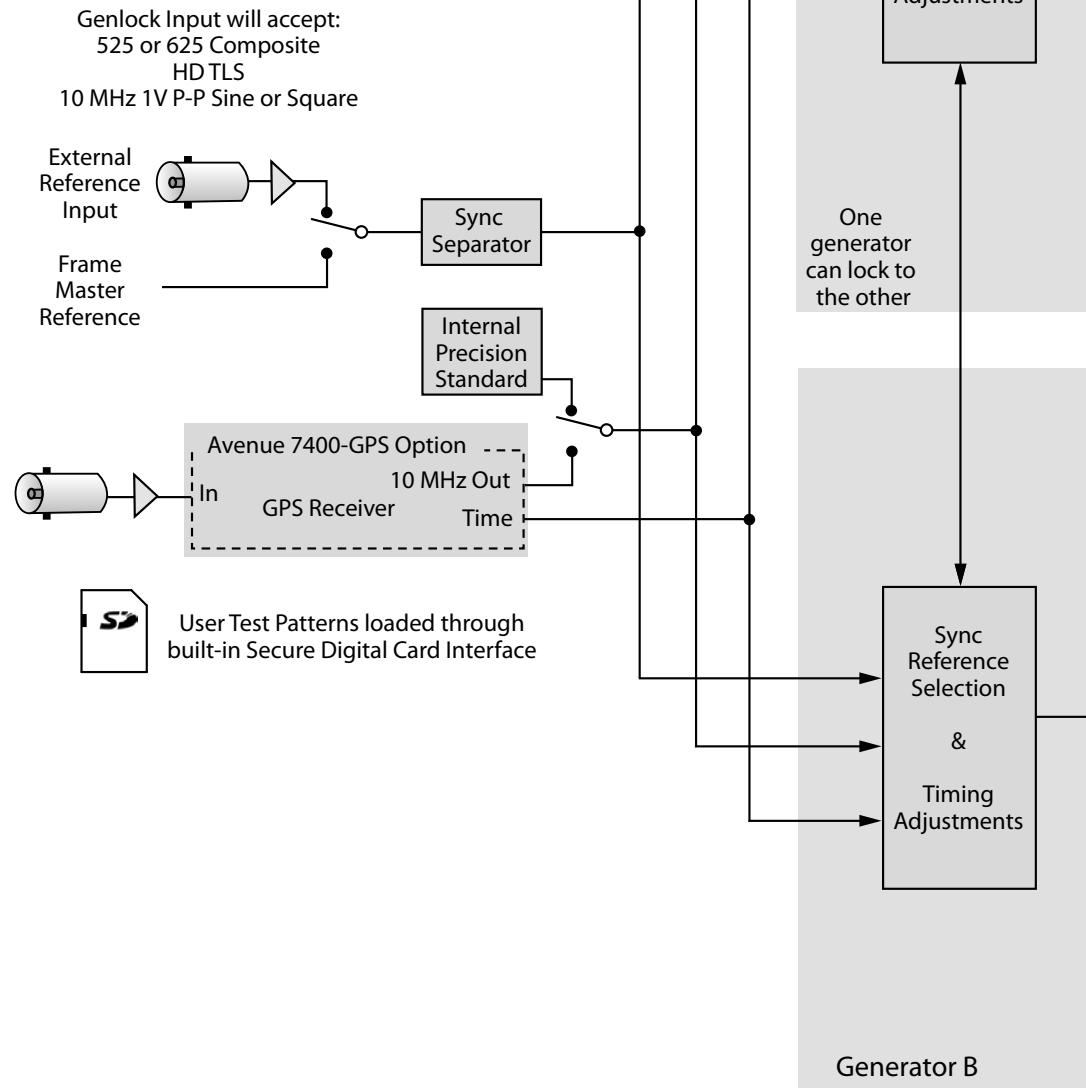 Adjustments
Genlock Input will accept:
525 or 625 Composite
HD TLS
10 MHz 1V P-P Sine or Square
External
Reference
Input
Frame
Master
Reference
Sync
Separator
One
generator
can lock to
the other
Internal
Precision
Standard
Avenue 7400-GPS Option
In
10 MHz Out
GPS Receiver
Time
SD
User Test Patterns loaded through
built-in Secure Digital Card Interface
Sync
Reference
Selection
&
Timing
Adjustments
Generator B